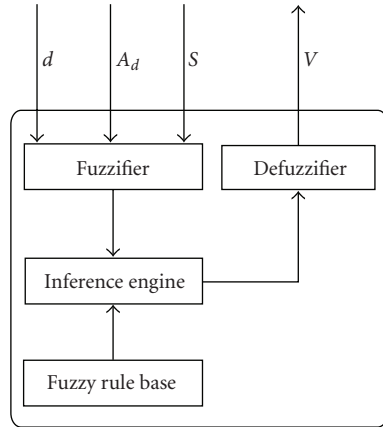 d A_d S V
Fuzzifier Defuzzifier
Inference engine
Fuzzy rule base